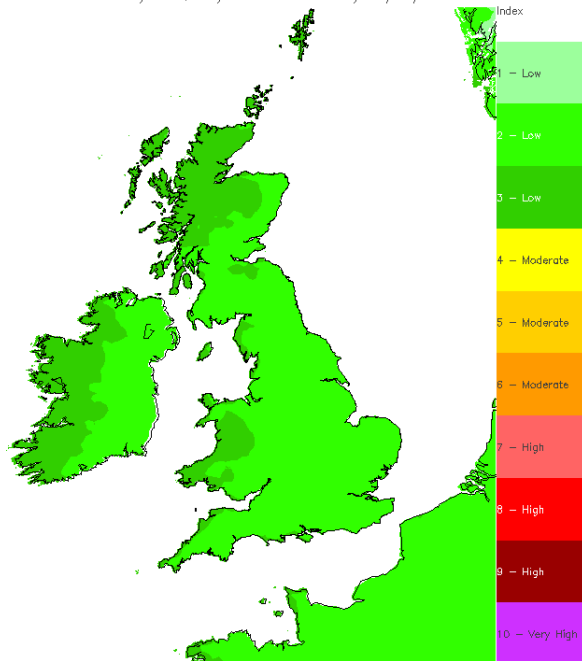 Index
1 – Low
2 – Low
3 – Low
4 – Moderate
5 – Moderate
6 – Moderate
7 – High
8 – High
9 – High
10 – Very High